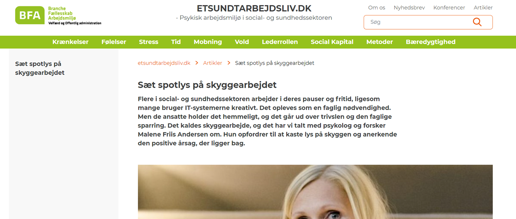 BFA
Branche
Fællesskab
Arbejdsmiljø
Velfærd og Offentlig administration
ETSUNDTARBEJDSLIV.DK
- Psykisk arbejdsmiljø i social- og sundhedssektoren
Om os Nyhedsbrev Konferencer Artikler
Søg
Krænkelser Følelser Stress Tid Mobning Vold Lederrollen Social Kapital Metoder Bæredygtighed
Sæt spotlys på
skyggearbejdet
etsundtarbejdsliv.dk > Artikler > Sæt spotlys på skyggearbejdet
Sæt spotlys på skyggearbejdet
Flere i social- og sundhedssektoren arbejder i deres pauser og fritid, ligesom
mange bruger IT-systemerne kreativt. Det opleves som en faglig nødvendighed.
Men de ansatte holder det hemmeligt, og det går ud over trivslen og den faglige
sparring. Det kaldes skyggearbejde, og det har vi talt med psykolog og forsker
Malene Friis Andersen om. Hun opfordrer til at kaste lys på skyggen og anerkende
den positive årsag, der ligger bag.